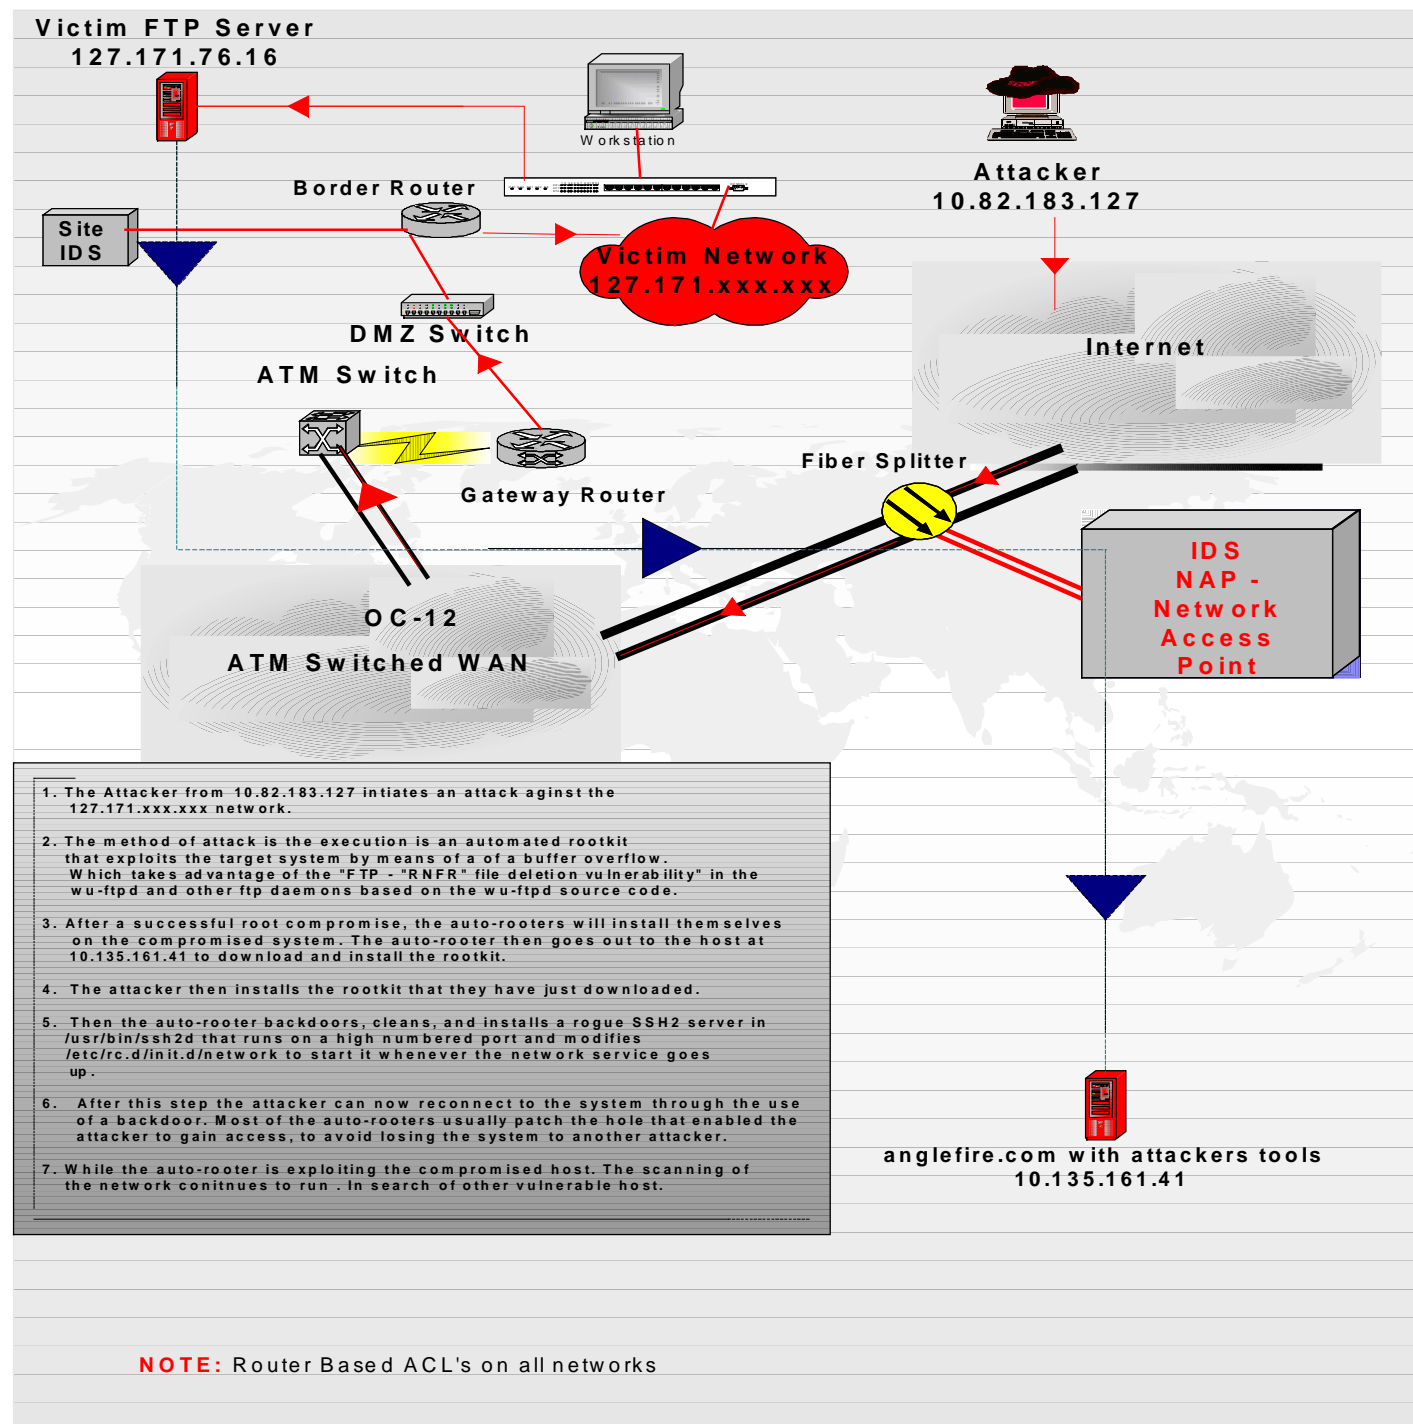 Victim FTP Server
127.171.76.16
Workstation
Attacker
10.82.183.127
Border Router
Site
IDS
Victim Network
127.171.xxx.xxx
DMZ Switch
Internet
ATM Switch
Fiber Splitter
Gateway Router
IDS
NAP -
Network
Access
Point
OC-12
ATM Switched WAN
1. The Attacker from 10.82.183.127 intiates an attack aginst the
127.171.xxx.xxx network.
2. The method of attack is the execution is an automated rootkit
that exploits the target system by means of a of a buffer overflow.
Which takes advantage of the "FTP - "RNFR" file deletion vulnerability" in the
wu-ftpd and other ftp daemons based on the wu-ftpd source code.
3. After a successful root compromise, the auto-rooters will install themselves
on the compromised system. The auto-rooter then goes out to the host at
10.135.161.41 to download and install the rootkit.
4. The attacker then installs the rootkit that they have just downloaded.
5. Then the auto-rooter backdoors, cleans, and installs a rogue SSH2 server in
/usr/bin/ssh2d that runs on a high numbered port and modifies
/etc/rc.d/init.d/network to start it whenever the network service goes
up.
6. After this step the attacker can now reconnect to the system through the use
of a backdoor. Most of the auto-rooters usually patch the hole that enabled the
attacker to gain access, to avoid losing the system to another attacker.
7. While the auto-rooter is exploiting the compromised host. The scanning of
the network conitnues to run . In search of other vulnerable host.
anglefire.com with attackers tools
10.135.161.41
NOTE: Router Based ACL's on all networks